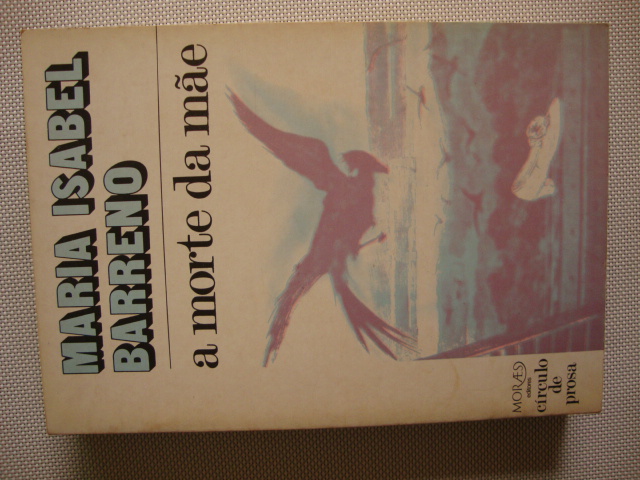 MARIA ISABEL
BARRENO
a morte da mãe
MORÆS
editores
círculo
de
prosa